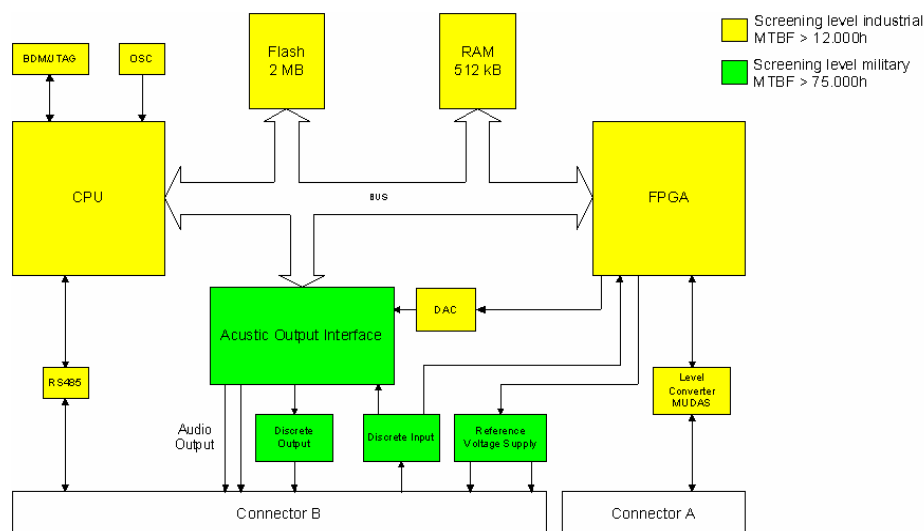 Screening level industrial
MTBF > 12.000h
Screening level military
MTBF > 75.000h
BDM/JTAG
OSC
Flash
2 MB
RAM
512 kB
CPU
BUS
FPGA
Acustic Output Interface
DAC
RS485
Audio
Output
Discrete
Output
Discrete Input
Reference
Voltage Supply
Level
Converter
MUDAS
Connector B
Connector A